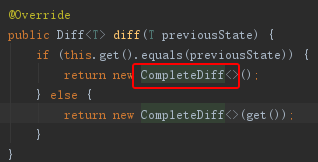 @Override
public Diff<T> diff(T previousState) {
if (this.get().equals(previousState)) {
return new CompleteDiff<>();
} else {
return new CompleteDiff<>(get());
}
}